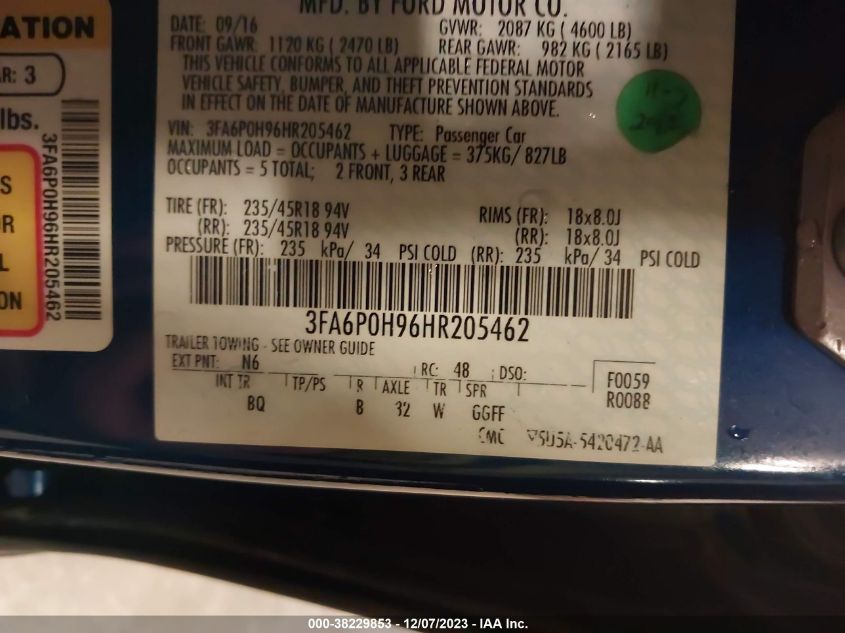 MFD. BY FORD MOTOR CO.
DATE: 09/16 GVWR: 2087 KG ( 4600 LB)
FRONT GAWR: 1120 KG ( 2470 LB) REAR GAWR: 982 KG ( 2165 LB)
THIS VEHICLE CONFORMS TO ALL APPLICABLE FEDERAL MOTOR
VEHICLE SAFETY, BUMPER, AND THEFT PREVENTION STANDARDS
IN EFFECT ON THE DATE OF MANUFACTURE SHOWN ABOVE.
VIN: 3FA6P0H96HR205462 TYPE: Passenger Car
MAXIMUM LOAD = OCCUPANTS + LUGGAGE = 375KG/ 827LB
OCCUPANTS = 5 TOTAL; 2 FRONT, 3 REAR
TIRE (FR): 235/45R18 94V RIMS (FR): 18x8.0J
(RR): 235/45R18 94V (RR): 18x8.0J
PRESSURE (FR): 235 kPa/ 34 PSI COLD (RR): 235 kPa/ 34 PSI COLD
3FA6P0H96HR205462
TRAILER TOWING - SEE OWNER GUIDE
EXT PNT: N6 RC: 48 DSO:
INT TR TP/PS R AXLE TR SPR
BQ B 32 W GGFF
F0059
R0088
5U5A-5420472-AA
ATION
AR: 3
lbs.
3FA6P0H96HR205462
S
OR
L
ON
000-38229853 - 12/07/2023 - IAA Inc.